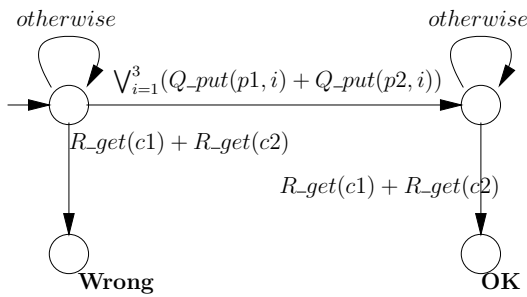 otherwise
otherwise
⋁³ᵢ₌₁(Q_put(p1, i) + Q_put(p2, i))
R_get(c1) + R_get(c2)
R_get(c1) + R_get(c2)
Wrong
OK